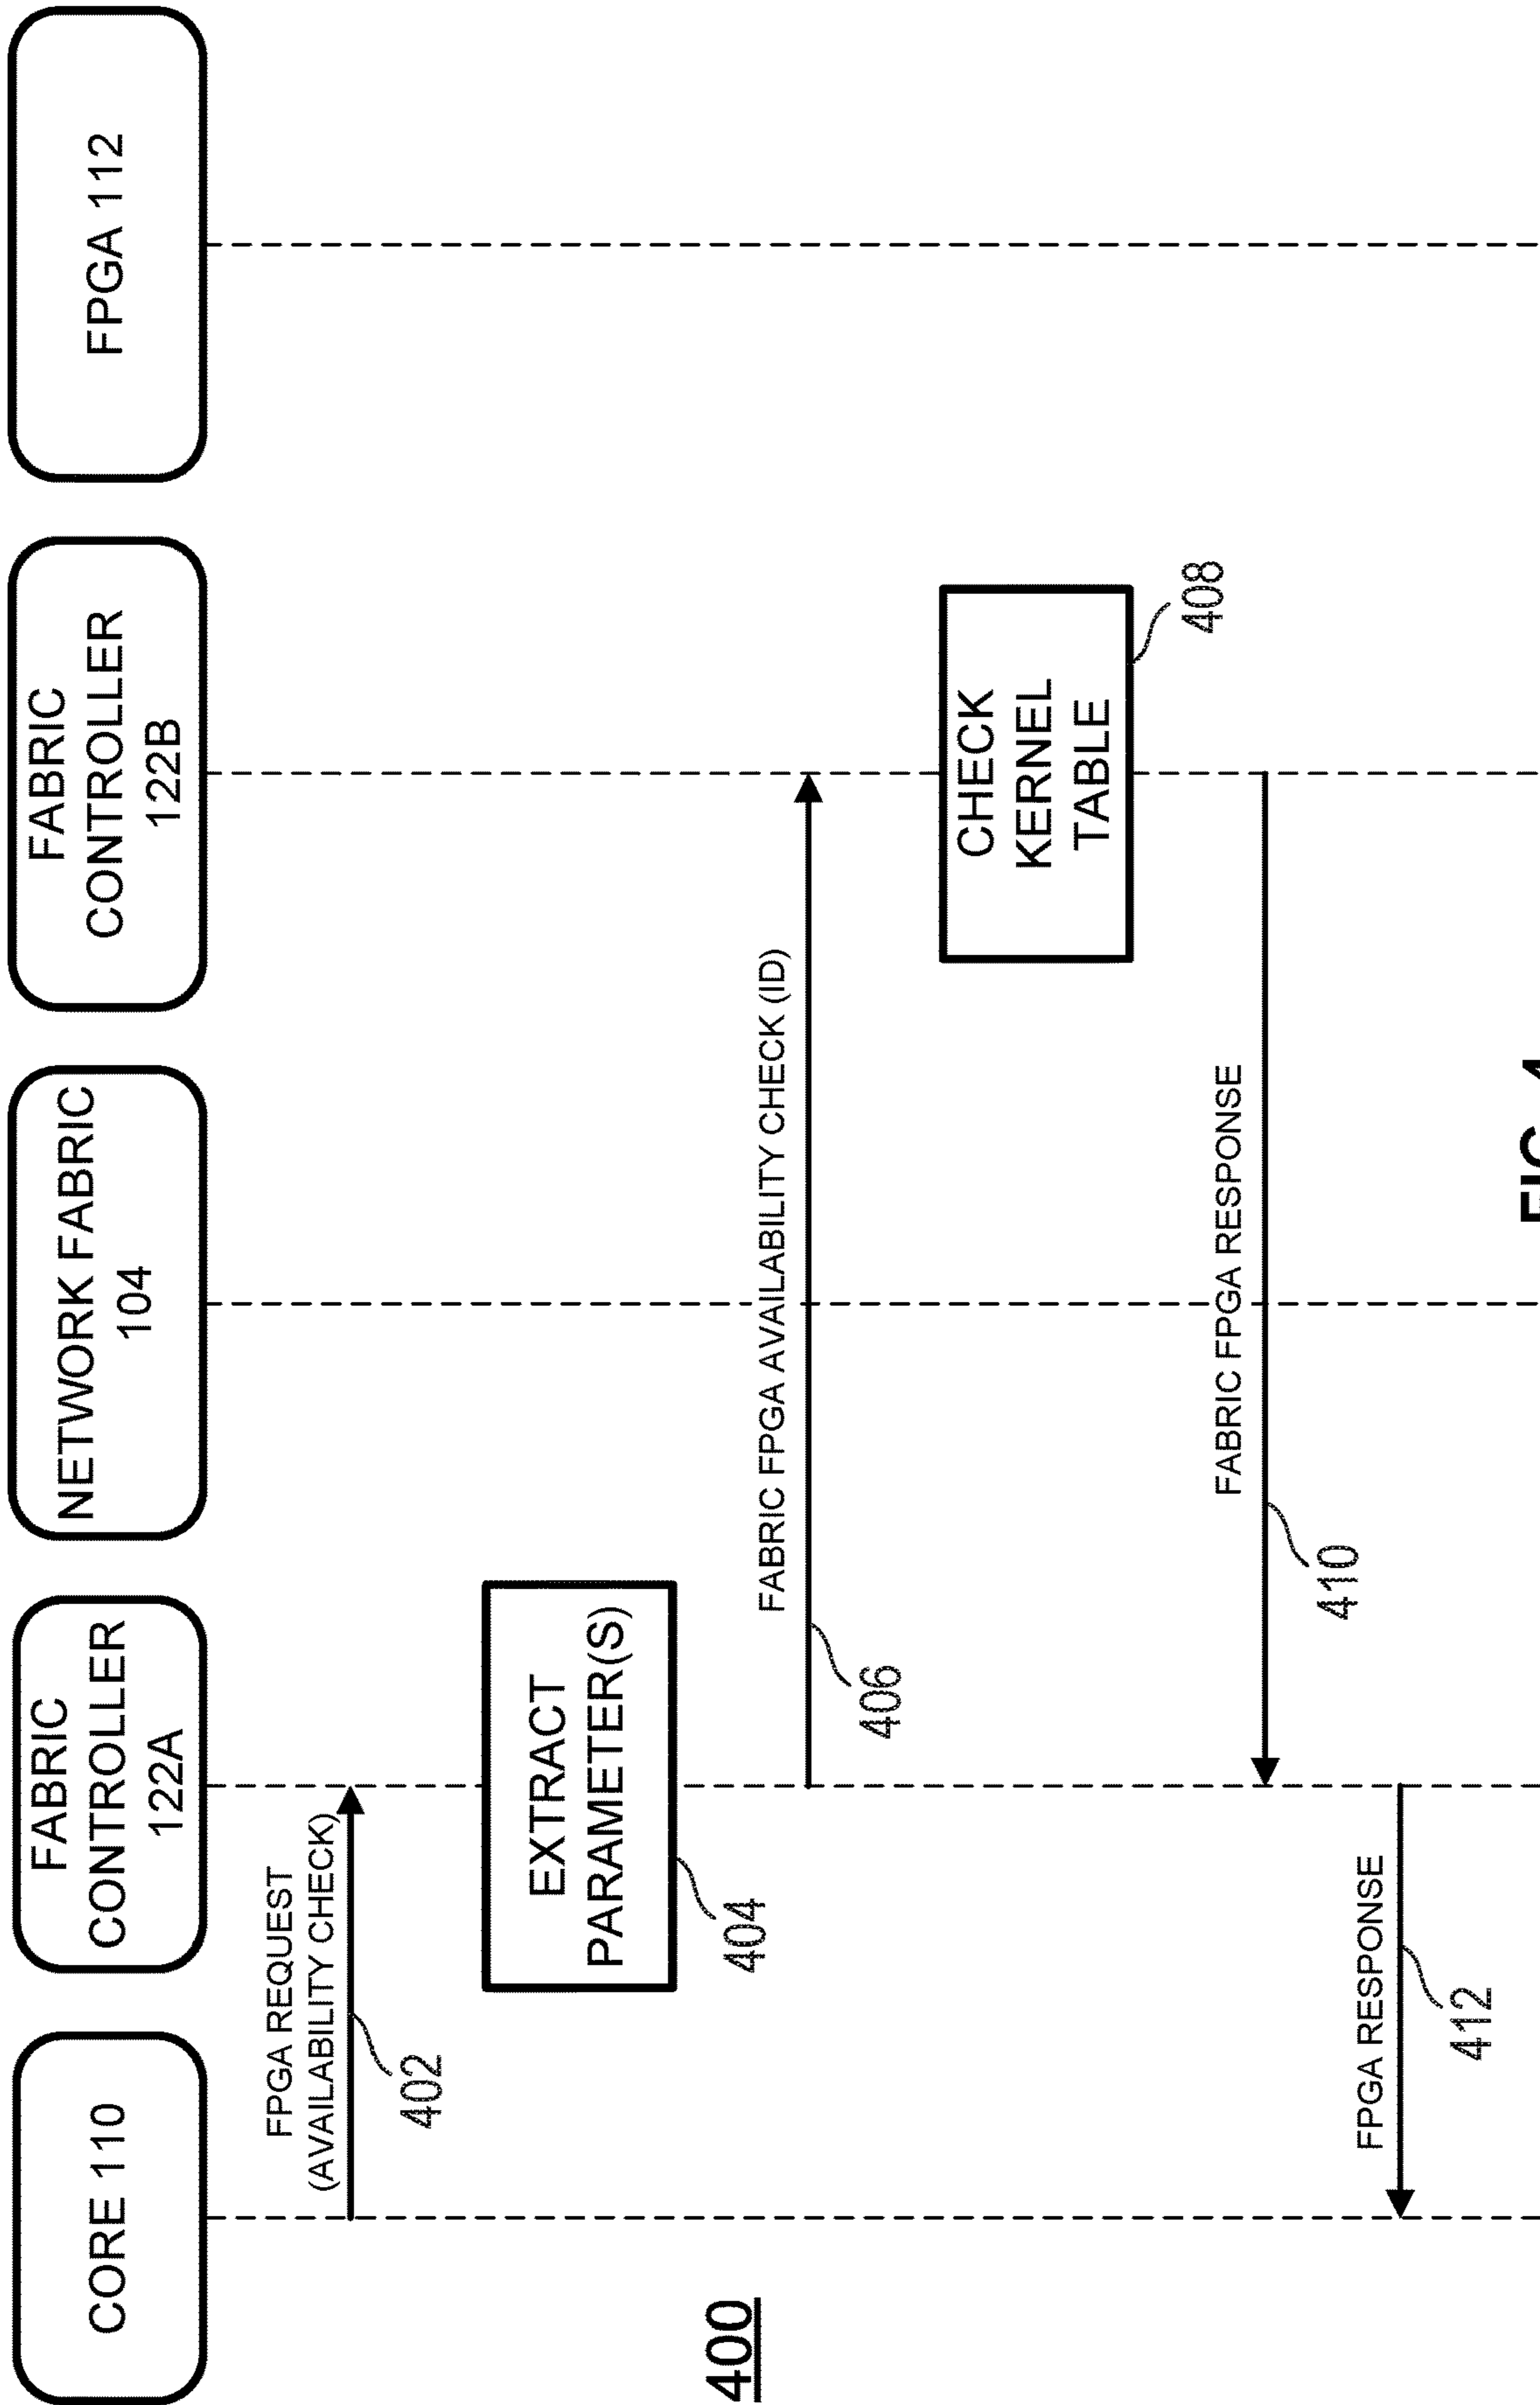 CORE 110
FABRIC
CONTROLLER
122A
NETWORK FABRIC
104
FABRIC
CONTROLLER
122B
FPGA 112
FPGA REQUEST
(AVAILABILITY CHECK)
402
EXTRACT
PARAMETER(S)
404
400
FABRIC FPGA AVAILABILITY CHECK (ID)
406
CHECK
KERNEL
TABLE
408
FABRIC FPGA RESPONSE
410
FPGA RESPONSE
412
FIG.